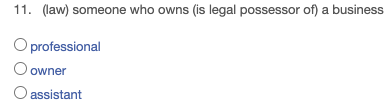 11. (law) someone who owns (is legal possessor of) a business
professional
owner
assistant